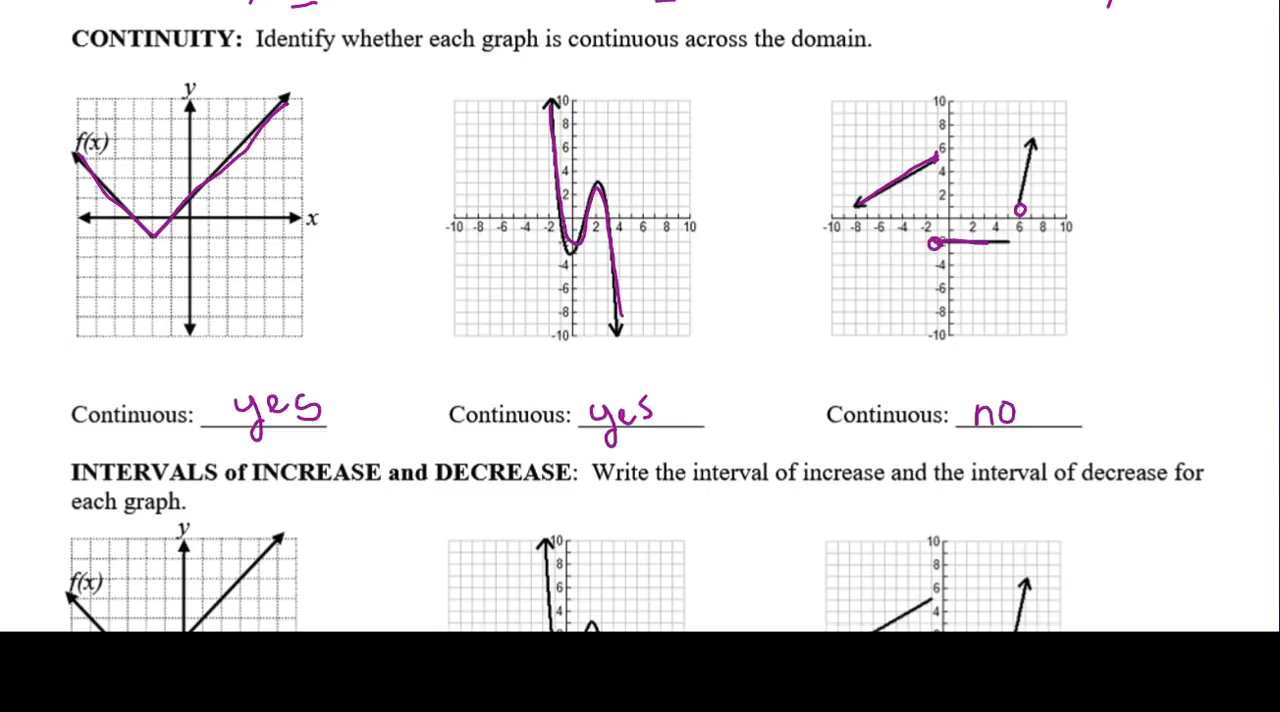 CONTINUITY: Identify whether each graph is continuous across the domain.
y
f(x)
x
10
8
6
4
2
-10 -8 -6 -4 -2 2 4 6 8 10
-4
-6
-8
-10
10
8
6
4
2
-10 -8 -6 -4 -2 2 4 6 8 10
-4
-6
-8
-10
Continuous: yes
Continuous: yes
Continuous: no
INTERVALS of INCREASE and DECREASE: Write the interval of increase and the interval of decrease for
each graph.
y
f(x)
10
8
6
4
10
8
6
4